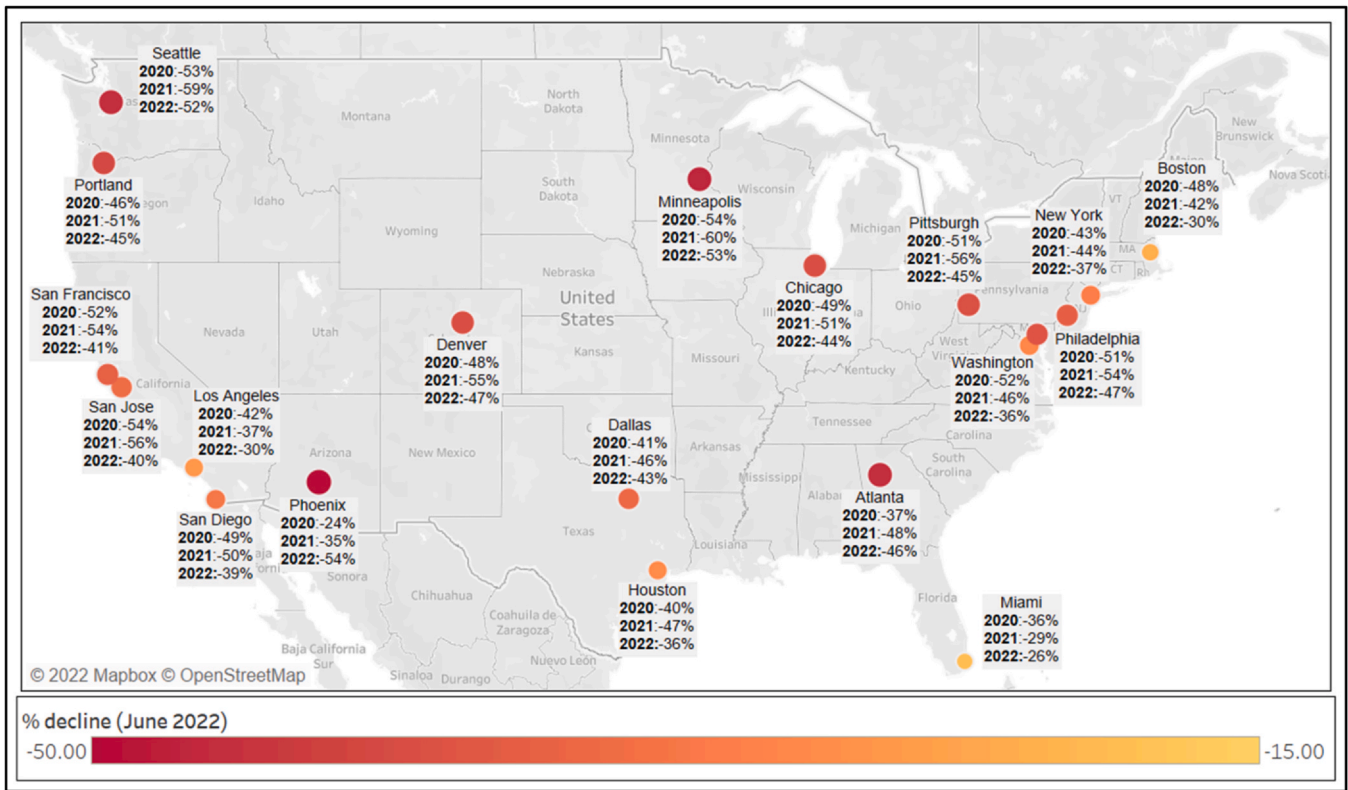 Seattle
2020:-53%
2021:-59%
2022:-52%
Portland
2020:-46%
2021:-51%
2022:-45%
San Francisco
2020:-52%
2021:-54%
2022:-41%
San Jose
2020:-54%
2021:-56%
2022:-40%
Los Angeles
2020:-42%
2021:-37%
2022:-30%
San Diego
2020:-49%
2021:-50%
2022:-39%
Phoenix
2020:-24%
2021:-35%
2022:-54%
Denver
2020:-48%
2021:-55%
2022:-47%
Dallas
2020:-41%
2021:-46%
2022:-43%
Houston
2020:-40%
2021:-47%
2022:-36%
Minneapolis
2020:-54%
2021:-60%
2022:-53%
Chicago
2020:-49%
2021:-51%
2022:-44%
Pittsburgh
2020:-51%
2021:-56%
2022:-45%
New York
2020:-43%
2021:-44%
2022:-37%
Boston
2020:-48%
2021:-42%
2022:-30%
Philadelphia
2020:-51%
2021:-54%
2022:-47%
Washington
2020:-52%
2021:-46%
2022:-36%
Atlanta
2020:-37%
2021:-48%
2022:-46%
Miami
2020:-36%
2021:-29%
2022:-26%
Montana
North
Dakota
Minnesota
South
Dakota
Wisconsin
Michigan
Idaho
Wyoming
Nebraska
United
States
Nevada
Utah
Kansas
Missouri
Ohio
Pennsylvania
West
Kentucky
Tennessee
Carolina
South
Carolina
California
Arizona
New Mexico
Arkansas
Mississippi
Texas
Louisiana
Florida
New
Brunswick
VT
MA
CT
Sonora
Chihuahua
Coahuila de
Zaragoza
Nuevo León
Baja California
Sur
Sinaloa
Durango
© 2022 Mapbox © OpenStreetMap
% decline (June 2022)
-50.00
-15.00